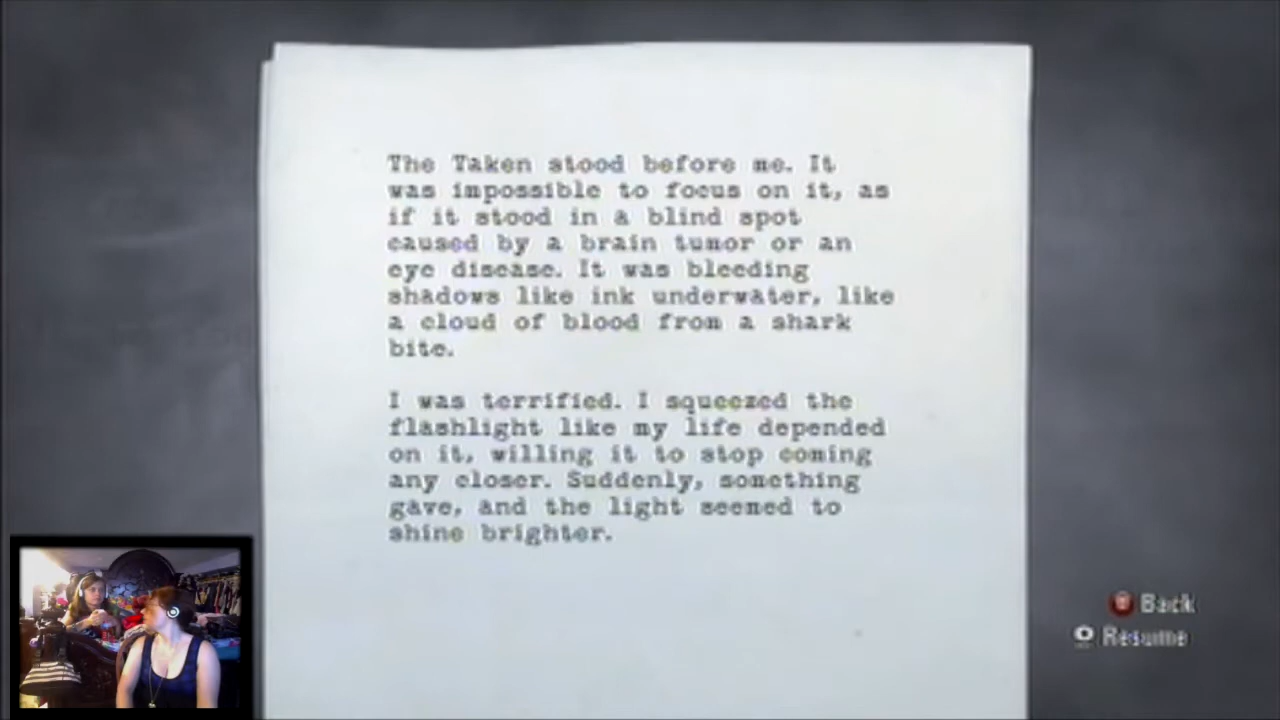 The Taken stood before me. It
was impossible to focus on it, as
if it stood in a blind spot
caused by a brain tumor or an
eye disease. It was bleeding
shadows like ink underwater, like
a cloud of blood from a shark
bite.
I was terrified. I squeezed the
flashlight like my life depended
on it, willing it to stop coming
any closer. Suddenly, something
gave, and the light seemed to
shine brighter.
Back
Resume